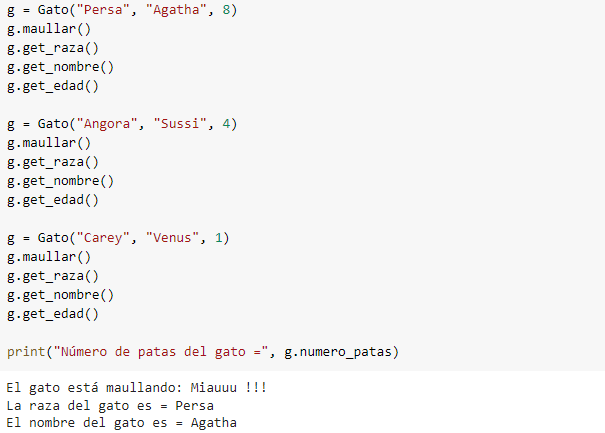 g = Gato("Persa", "Agatha", 8)
g.maullar()
g.get_raza()
g.get_nombre()
g.get_edad()
g = Gato("Angora", "Sussi", 4)
g.maullar()
g.get_raza()
g.get_nombre()
g.get_edad()
g = Gato("Carey", "Venus", 1)
g.maullar()
g.get_raza()
g.get_nombre()
g.get_edad()
print("Número de patas del gato =", g.numero_patas)
El gato está maullando: Miauuu !!!
La raza del gato es = Persa
El nombre del gato es = Agatha